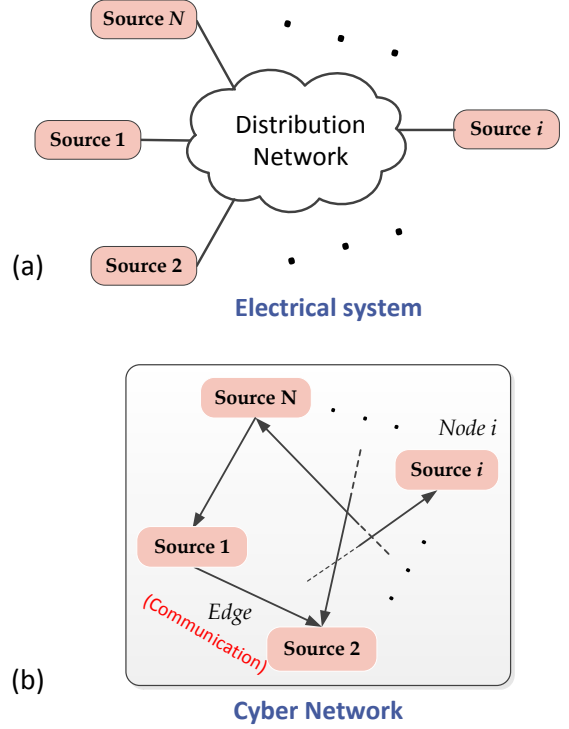 Source N
Distribution
Network
Source 1
Source i
Source 2
(a)
Electrical system
Source N
Node i
Source i
Source 1
Edge
(Communication)
Source 2
(b)
Cyber Network